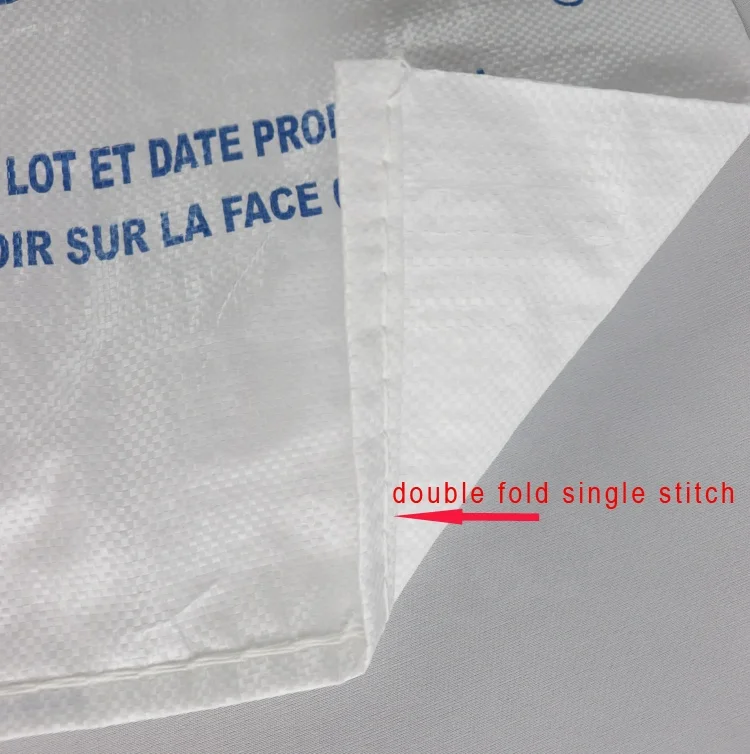 LOT ET DATE
SUR LA FACE
double fold single stitch